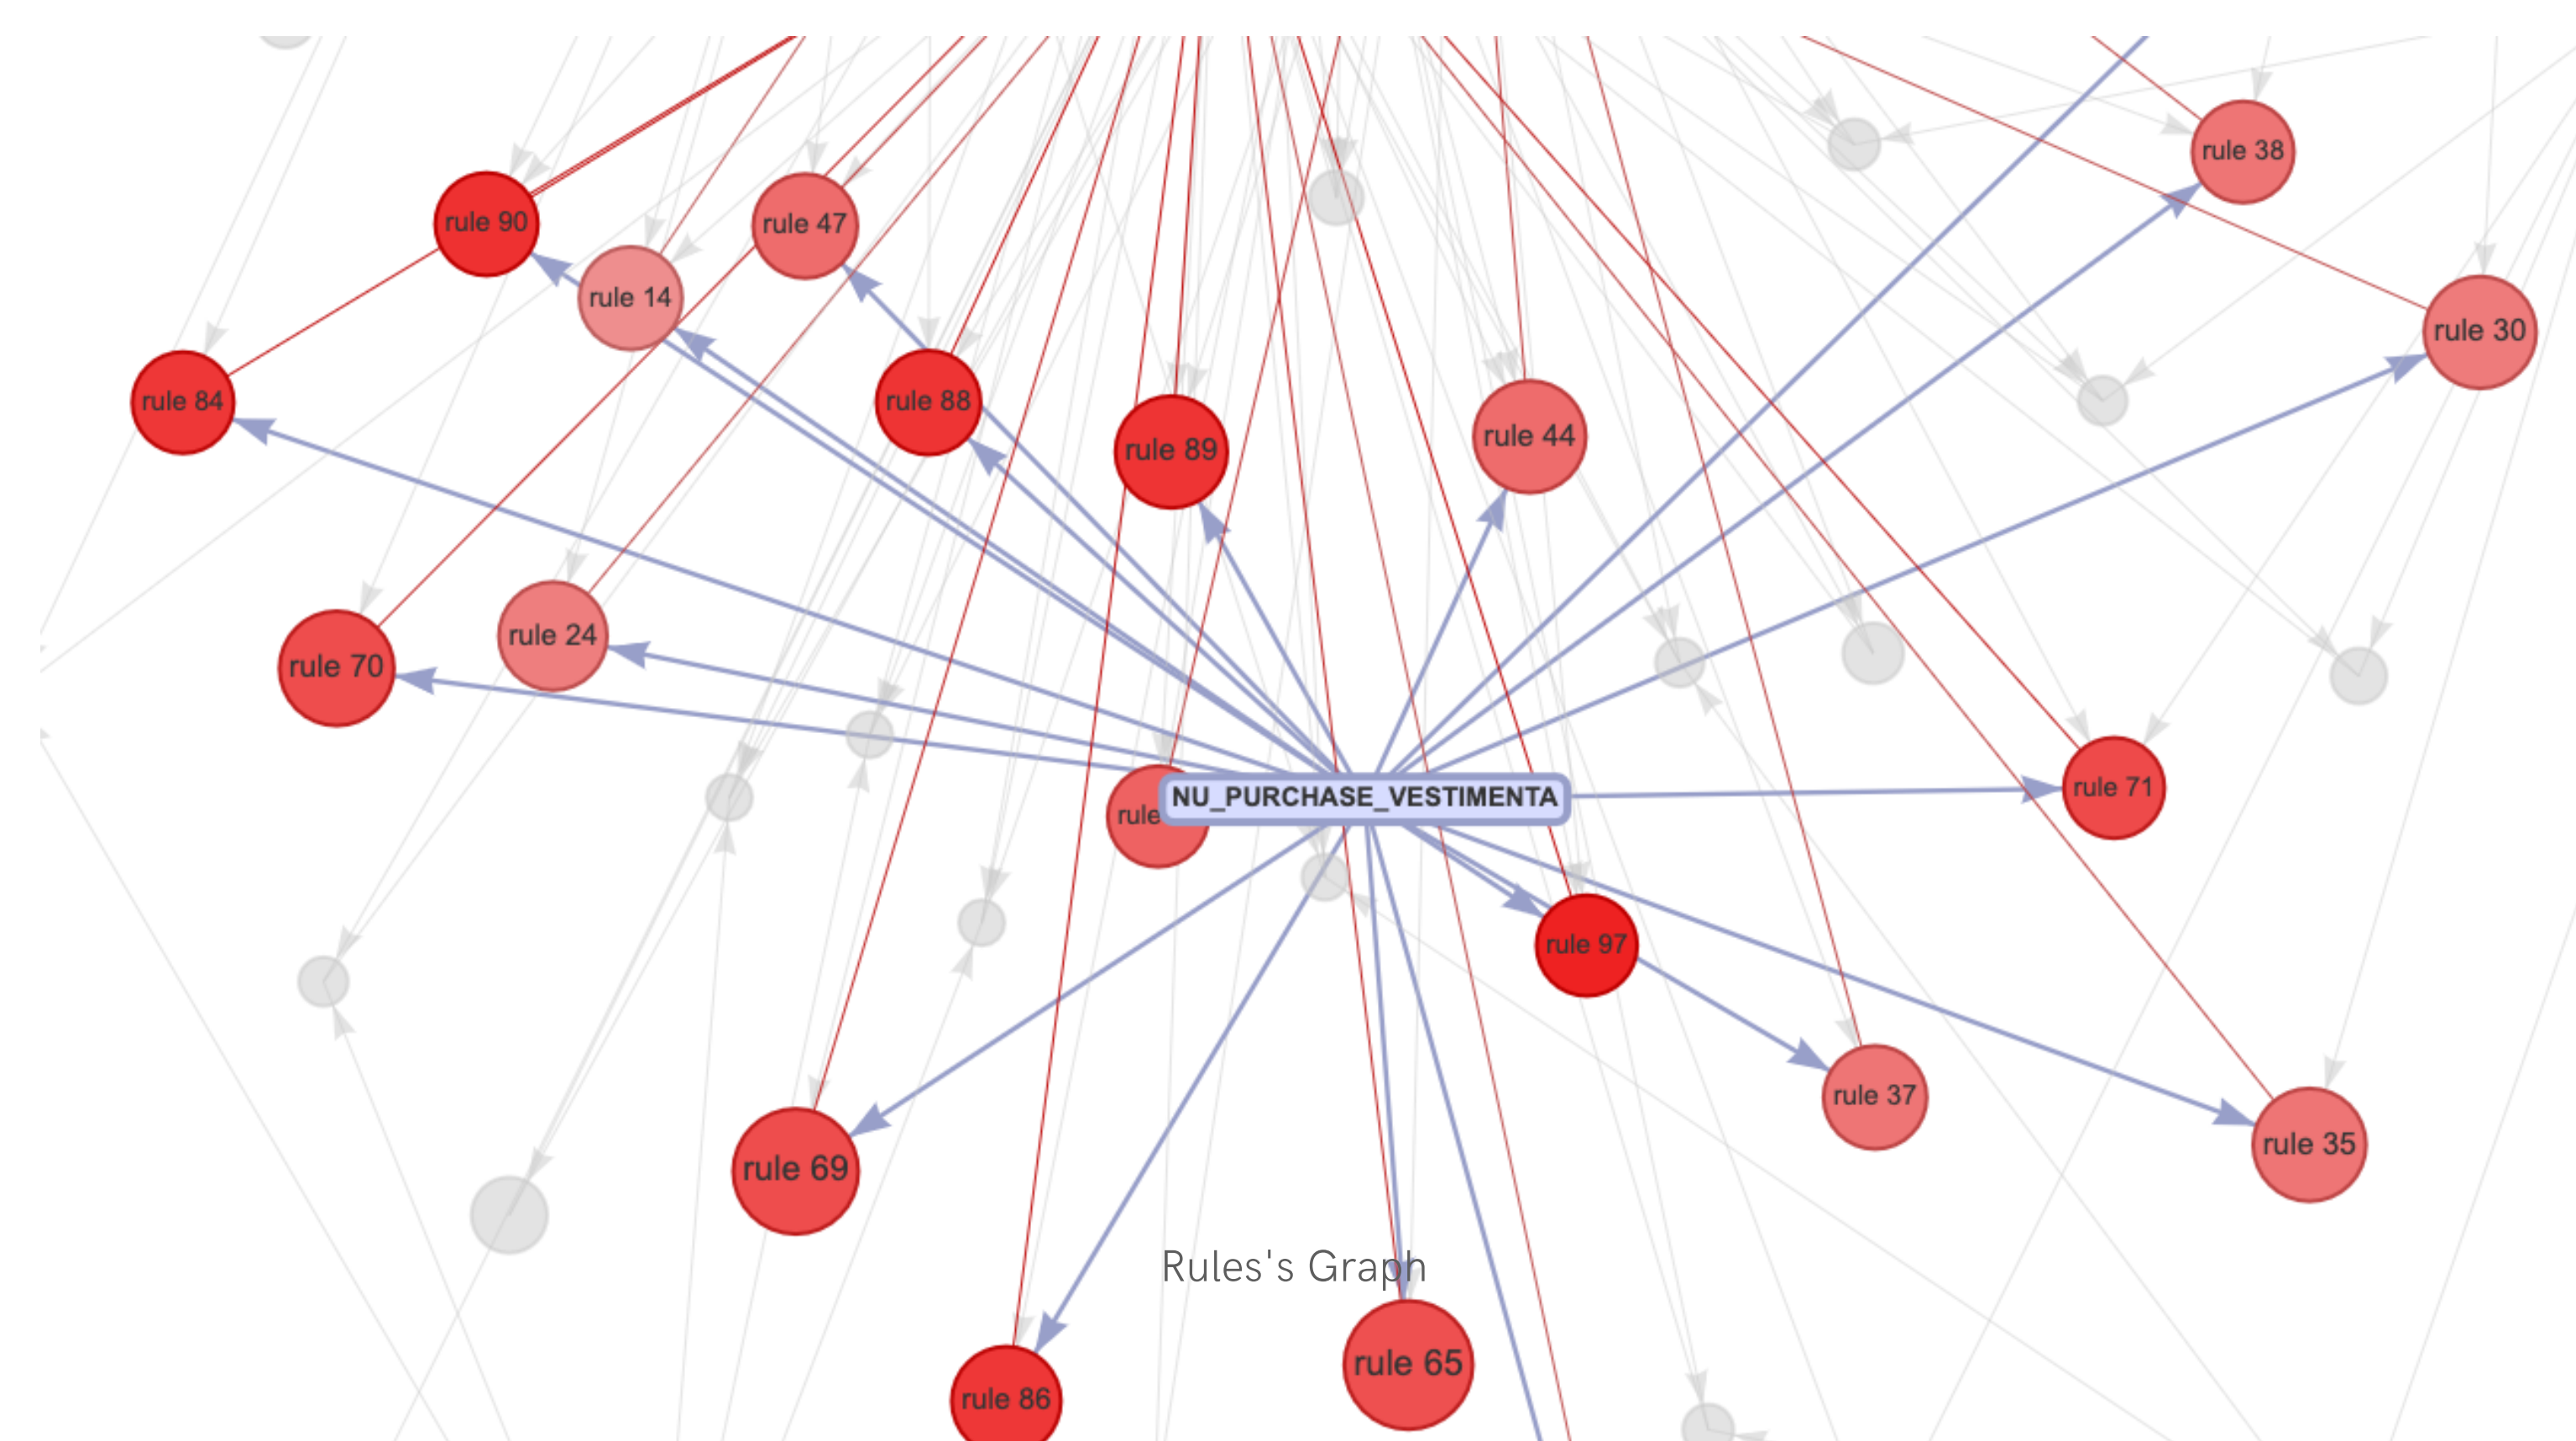 rule 38
rule 90
rule 47
rule 14
rule 30
rule 84
rule 88
rule 89
rule 44
rule 24
rule 70
rule 71
rule
NU_PURCHASE_VESTIMENTA
rule 97
rule 37
rule 35
rule 69
Rules's Graph
rule 65
rule 86